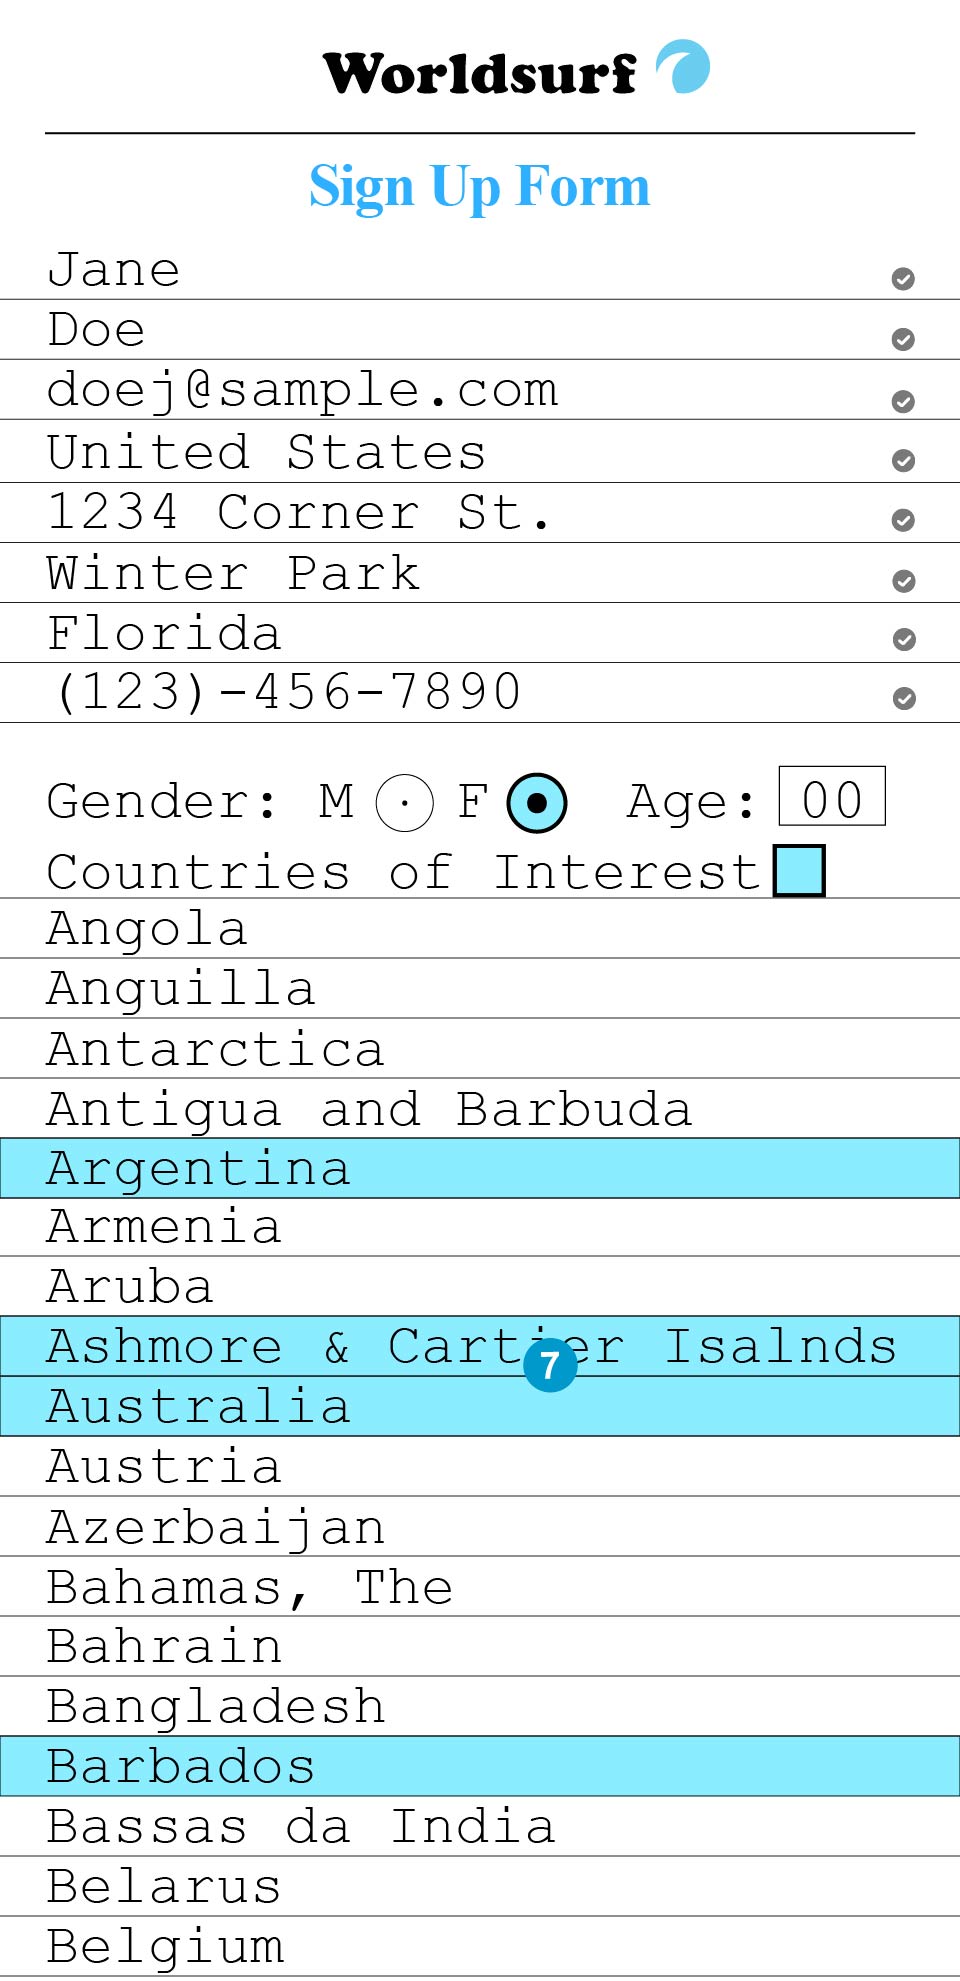 Worldsurf
Sign Up Form
Jane
Doe
doej@sample.com
United States
1234 Corner St.
Winter Park
Florida
(123)-456-7890
Gender: M F Age: 00
Countries of Interest
Angola
Anguilla
Antarctica
Antigua and Barbuda
Argentina
Armenia
Aruba
Ashmore & Cartier Isalnds
7
Australia
Austria
Azerbaijan
Bahamas, The
Bahrain
Bangladesh
Barbados
Bassas da India
Belarus
Belgium